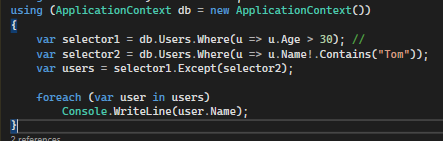 using (ApplicationContext db = new ApplicationContext())
{
    var selector1 = db.Users.Where(u => u.Age > 30); //
    var selector2 = db.Users.Where(u => u.Name!.Contains("Tom"));
    var users = selector1.Except(selector2);

    foreach (var user in users)
        Console.WriteLine(user.Name);
}
2 references